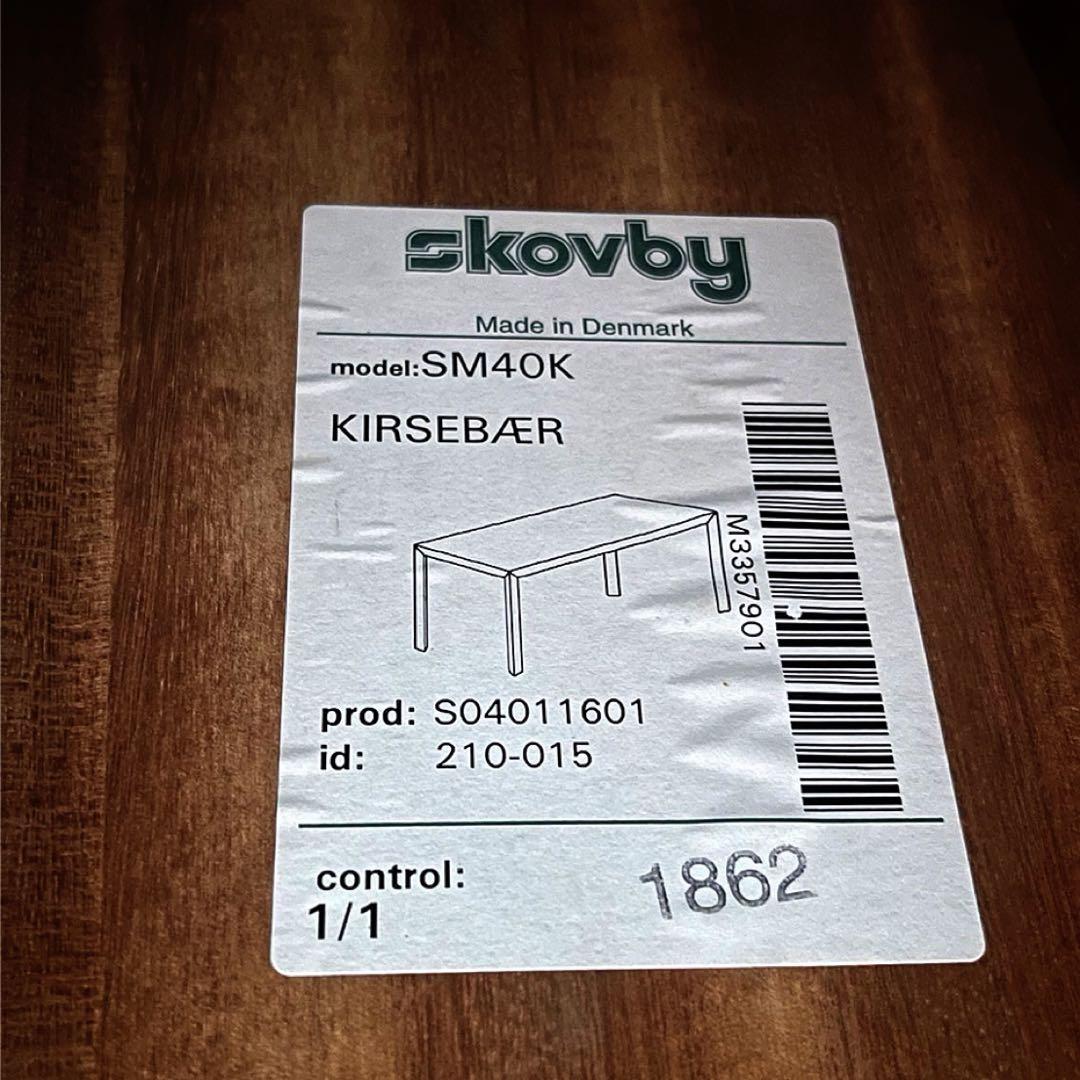 skovby
Made in Denmark
model:SM40K
KIRSEBÆR
M3357901
prod: S04011601
id: 210-015
control:
1/1
1862